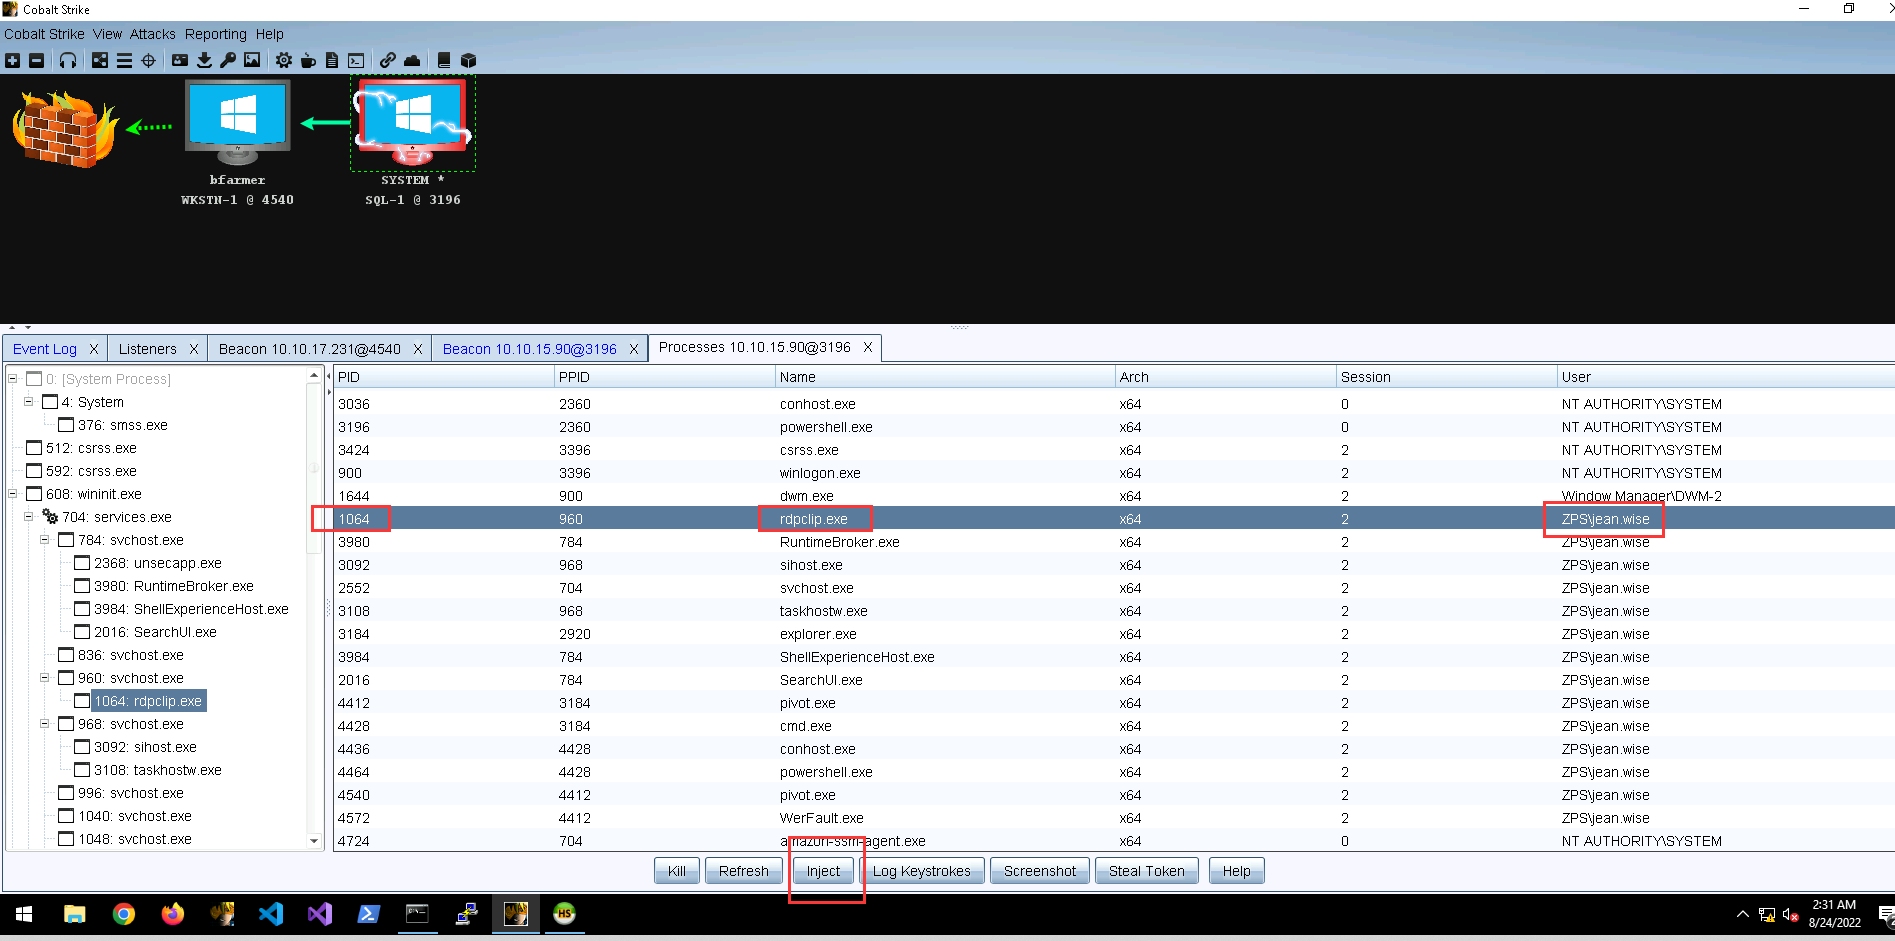 Cobalt Strike
Cobalt Strike View Attacks Reporting Help
bfarmer
WKSTN-1 @ 4540
SYSTEM *
SQL-1 @ 3196
Event Log X Listeners X Beacon 10.10.17.231@4540 X Beacon 10.10.15.90@3196 X Processes 10.10.15.90@3196 X
0: [System Process]
4: System
376: smss.exe
512: csrss.exe
592: csrss.exe
608: wininit.exe
704: services.exe
784: svchost.exe
2368: unsecapp.exe
3980: RuntimeBroker.exe
3984: ShellExperienceHost.exe
2016: SearchUI.exe
836: svchost.exe
960: svchost.exe
1064: rdpclip.exe
968: svchost.exe
3092: sihost.exe
3108: taskhostw.exe
996: svchost.exe
1040: svchost.exe
1048: svchost.exe
PID PPID Name Arch Session User
3036 2360 conhost.exe x64 0 NT AUTHORITY\SYSTEM
3196 2360 powershell.exe x64 0 NT AUTHORITY\SYSTEM
3424 3396 csrss.exe x64 2 NT AUTHORITY\SYSTEM
900 3396 winlogon.exe x64 2 NT AUTHORITY\SYSTEM
1644 900 dwm.exe x64 2 Window Manager\DWM-2
1064 960 rdpclip.exe x64 2 ZPS\jean.wise
3980 784 RuntimeBroker.exe x64 2 ZPS\jean.wise
3092 968 sihost.exe x64 2 ZPS\jean.wise
2552 704 svchost.exe x64 2 ZPS\jean.wise
3108 968 taskhostw.exe x64 2 ZPS\jean.wise
3184 2920 explorer.exe x64 2 ZPS\jean.wise
3984 784 ShellExperienceHost.exe x64 2 ZPS\jean.wise
2016 784 SearchUI.exe x64 2 ZPS\jean.wise
4412 3184 pivot.exe x64 2 ZPS\jean.wise
4428 3184 cmd.exe x64 2 ZPS\jean.wise
4436 4428 conhost.exe x64 2 ZPS\jean.wise
4464 4428 powershell.exe x64 2 ZPS\jean.wise
4540 4412 pivot.exe x64 2 ZPS\jean.wise
4572 4412 WerFault.exe x64 2 ZPS\jean.wise
4724 704 amazon-ssm-agent.exe x64 0 NT AUTHORITY\SYSTEM
Kill Refresh Inject Log Keystrokes Screenshot Steal Token Help
HS
2:31 AM
8/24/2022